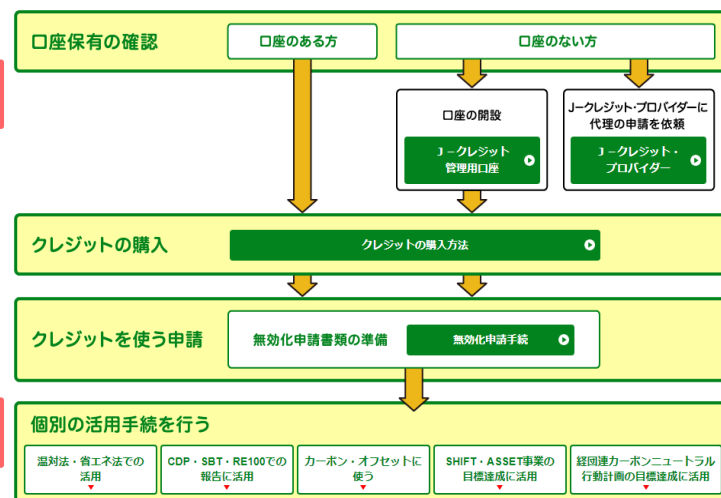 口座保有の確認
口座のある方
口座のない方
口座の開設
J-クレジット
管理用口座
J-クレジット・プロバイダーに
代理の申請を依頼
J-クレジット・
プロバイダー
クレジットの購入
クレジットの購入方法
クレジットを使う申請
無効化申請書類の準備
無効化申請手続
個別の活用手続を行う
温対法・省エネ法での
活用
CDP・SBT・RE100での
報告に活用
カーボン・オフセットに
使う
SHIFT・ASSET事業の
目標達成に活用
経団連カーボンニュートラル
行動計画の目標達成に活用